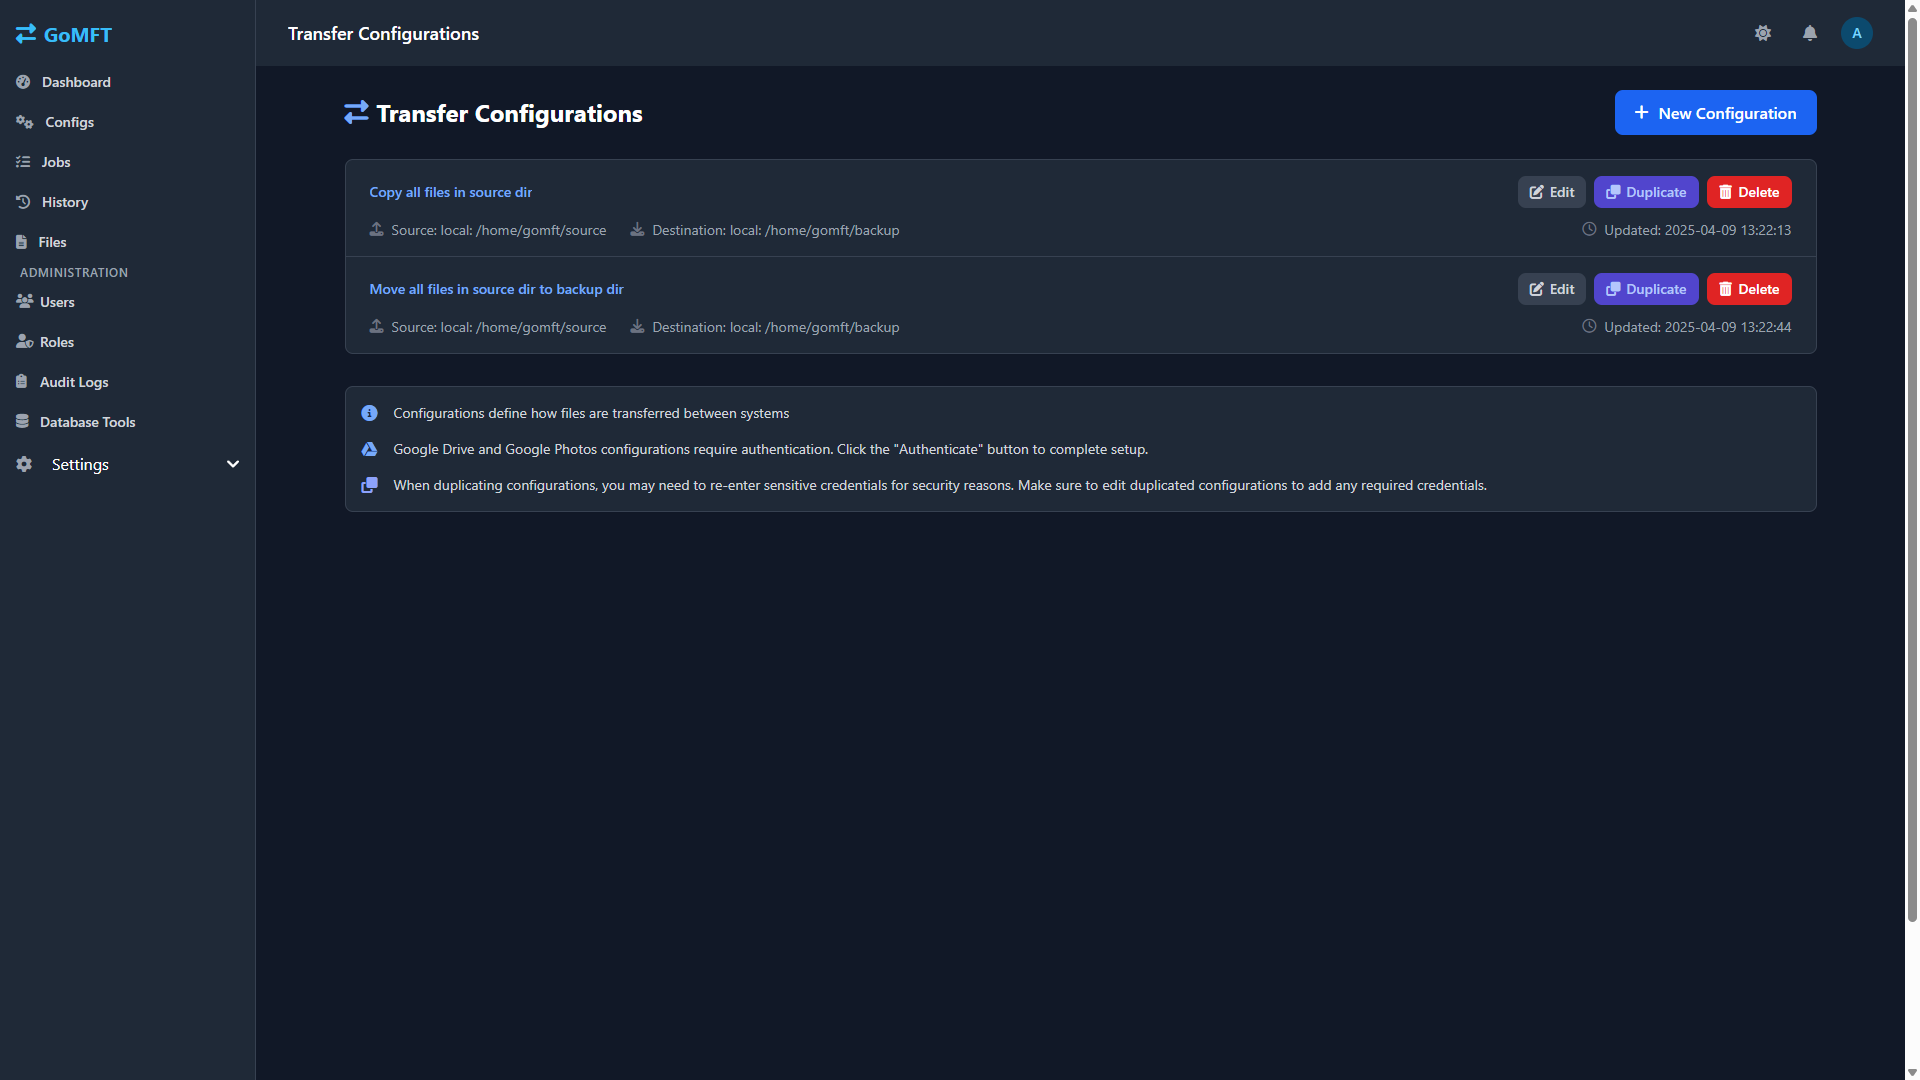 GoMFT
Transfer Configurations
A
Dashboard
Configs
Jobs
History
Files
ADMINISTRATION
Users
Roles
Audit Logs
Database Tools
Settings
Transfer Configurations
New Configuration
Copy all files in source dir
Edit
Duplicate
Delete
Source: local: /home/gomft/source
Destination: local: /home/gomft/backup
Updated: 2025-04-09 13:22:13
Move all files in source dir to backup dir
Edit
Duplicate
Delete
Source: local: /home/gomft/source
Destination: local: /home/gomft/backup
Updated: 2025-04-09 13:22:44
Configurations define how files are transferred between systems
Google Drive and Google Photos configurations require authentication. Click the "Authenticate" button to complete setup.
When duplicating configurations, you may need to re-enter sensitive credentials for security reasons. Make sure to edit duplicated configurations to add any required credentials.